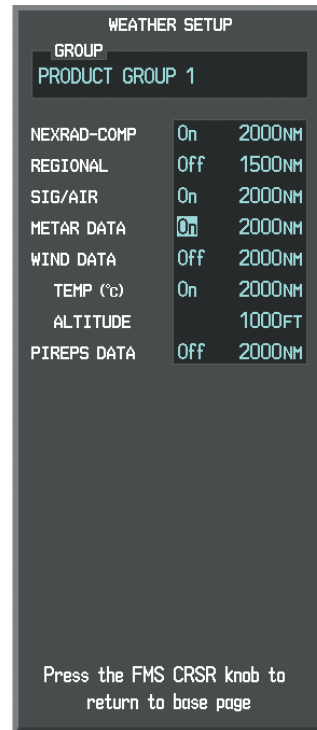 WEATHER SETUP
GROUP
PRODUCT GROUP 1
NEXRAD-COMP On 2000NM
REGIONAL Off 1500NM
SIG/AIR On 2000NM
METAR DATA On 2000NM
WIND DATA Off 2000NM
TEMP (℃) On 2000NM
ALTITUDE 1000FT
PIREPS DATA Off 2000NM
Press the FMS CRSR knob to
return to base page